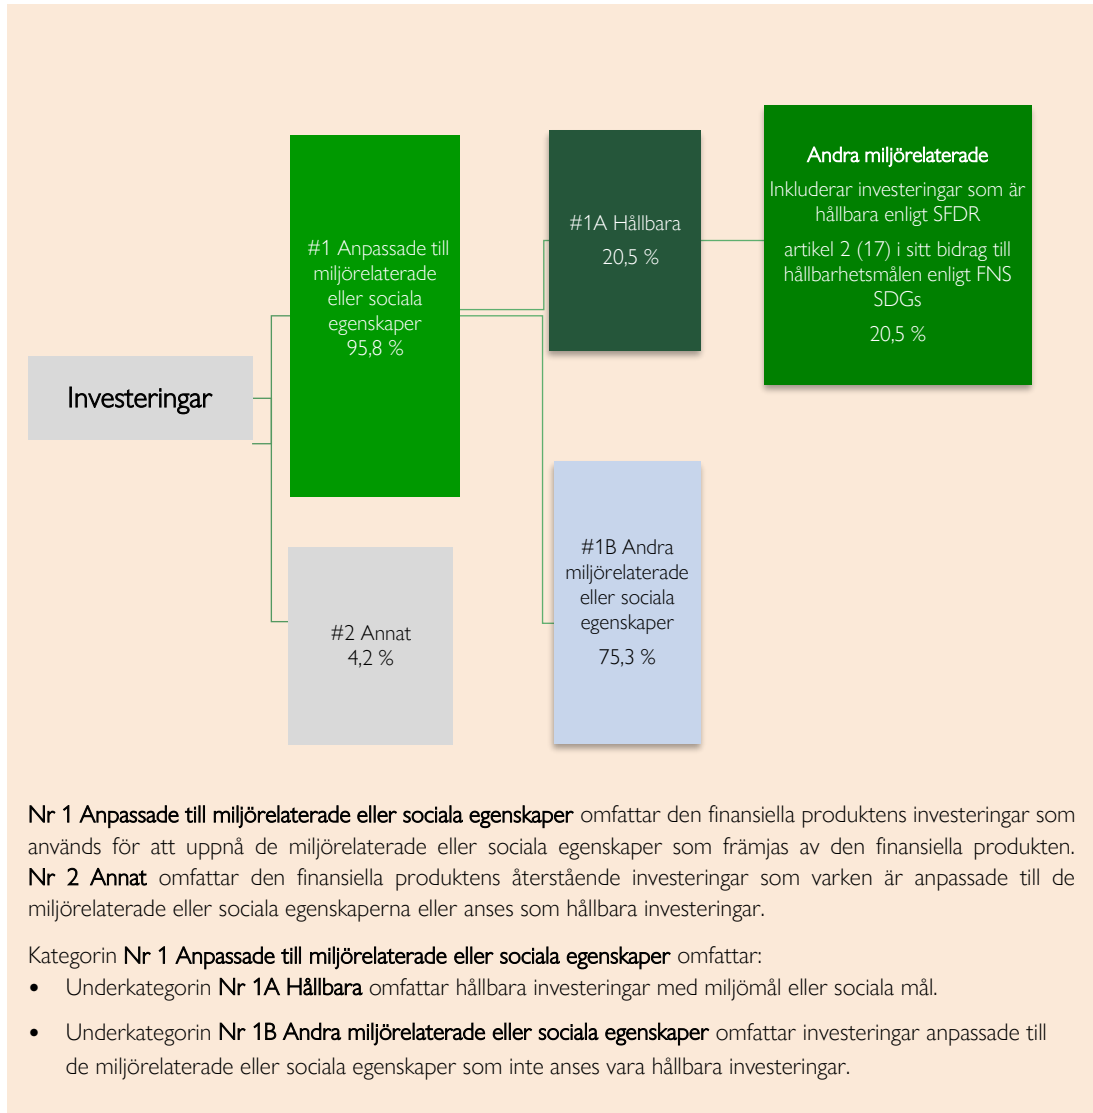 Investeringar
#1 Anpassade till
miljörelaterade
eller sociala
egenskaper
95,8 %
#2 Annat
4,2 %
#1A Hållbara
20,5 %
#1B Andra
miljörelaterade
eller sociala
egenskaper
75,3 %
Andra miljörelaterade
Inkluderar investeringar som är
hållbara enligt SFDR
artikel 2 (17) i sitt bidrag till
hållbarhetsmålen enligt FNS
SDGs
20,5 %
Nr 1 Anpassade till miljörelaterade eller sociala egenskaper omfattar den finansiella produktens investeringar som
används för att uppnå de miljörelaterade eller sociala egenskaper som främjas av den finansiella produkten.
Nr 2 Annat omfattar den finansiella produktens återstående investeringar som varken är anpassade till de
miljörelaterade eller sociala egenskaperna eller anses som hållbara investeringar.
Kategorin Nr 1 Anpassade till miljörelaterade eller sociala egenskaper omfattar:
• Underkategorin Nr 1A Hållbara omfattar hållbara investeringar med miljömål eller sociala mål.
• Underkategorin Nr 1B Andra miljörelaterade eller sociala egenskaper omfattar investeringar anpassade till
de miljörelaterade eller sociala egenskaper som inte anses vara hållbara investeringar.